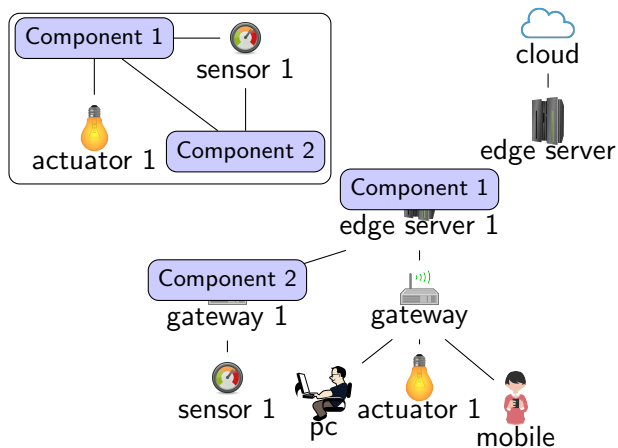 Component 1
sensor 1
actuator 1
Component 2
cloud
edge server
Component 1
edge server 1
Component 2
gateway 1
gateway
sensor 1
pc
actuator 1
mobile